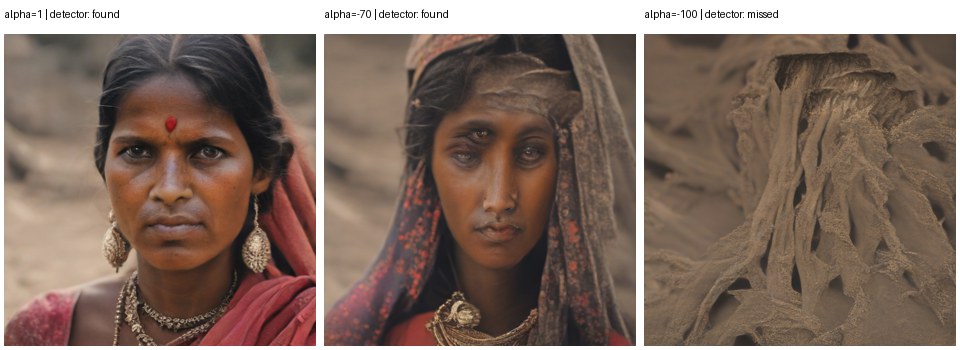 alpha=1 | detector: found
alpha=-70 | detector: found
alpha=-100 | detector: missed